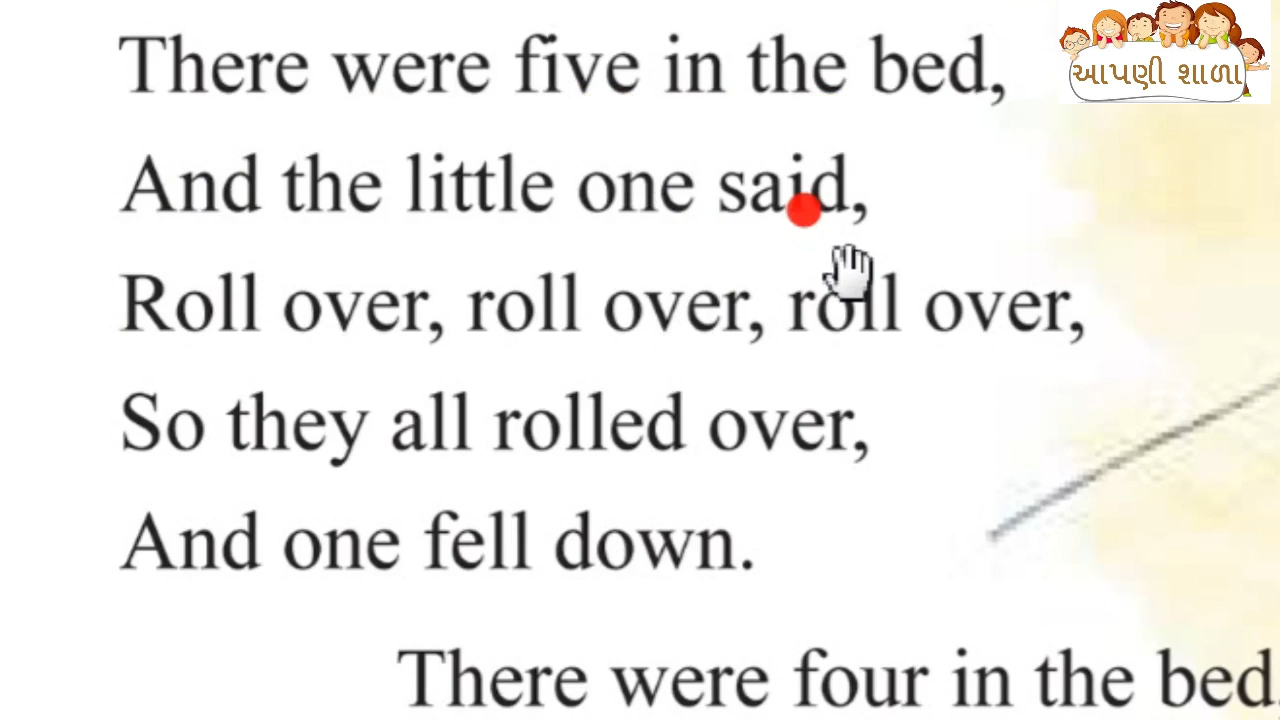 There were five in the bed,
આપણી શાળા
And the little one said,
Roll over, roll over, roll over,
So they all rolled over,
And one fell down.
There were four in the bed